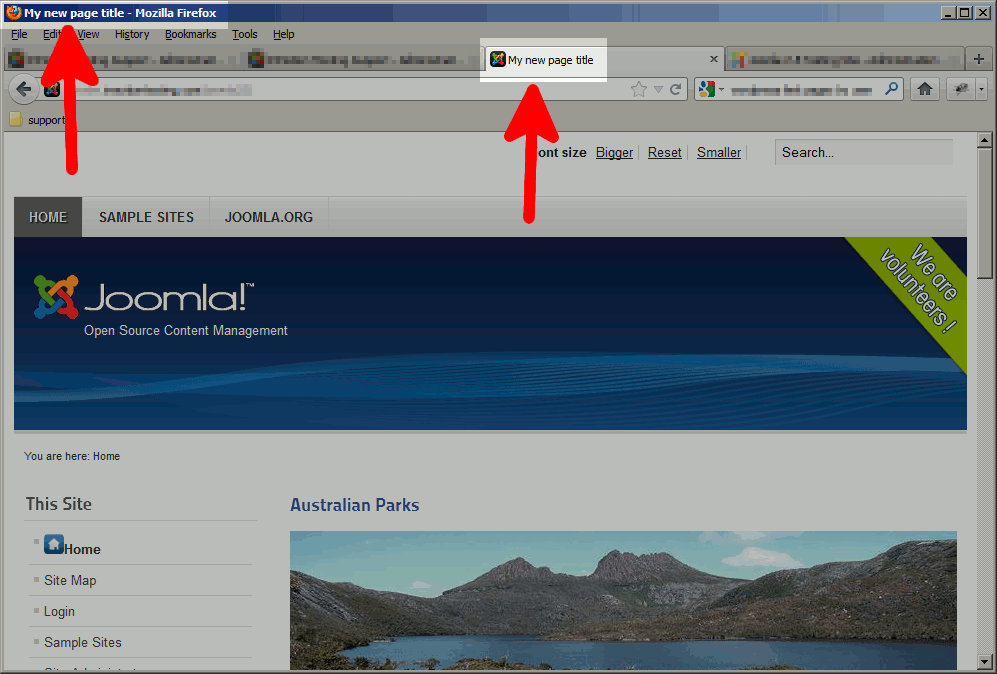 My new page title - Mozilla Firefox
File Edit View History Bookmarks Tools Help
My new page title
support
ont size Bigger Reset Smaller Search...
HOME SAMPLE SITES JOOMLA.ORG
We are
volunteers!
Joomla!™
Open Source Content Management
You are here: Home
This Site
Australian Parks
Home
Site Map
Login
Sample Sites